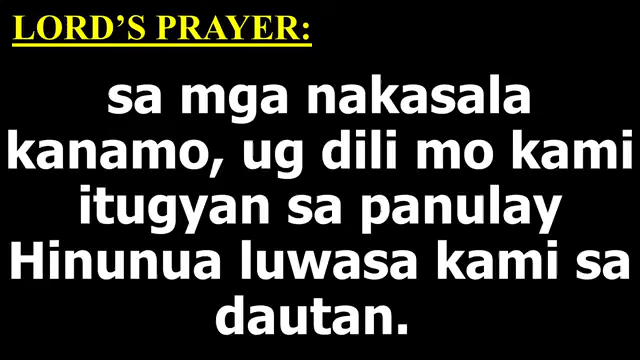 LORD’S PRAYER:
sa mga nakasala
kanamo, ug dili mo kami
itugyan sa panulay
Hinunua luwasa kami sa
dautan.